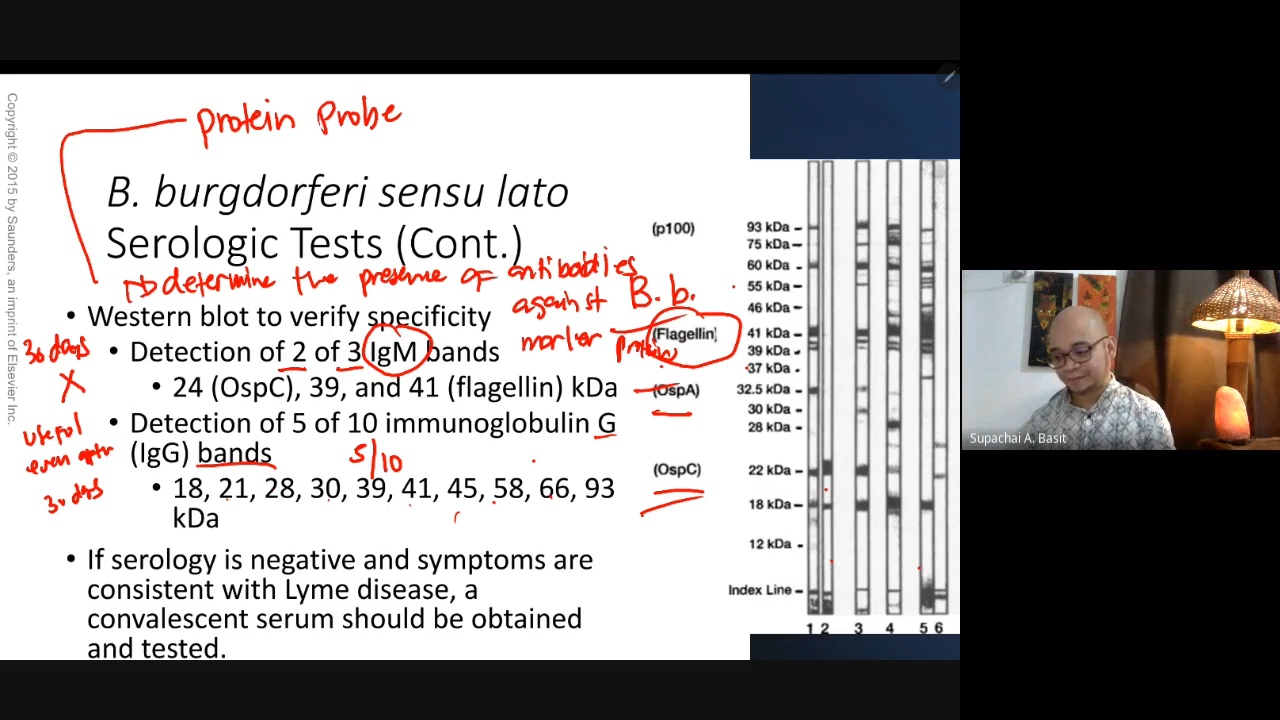 protein probe
B. burgdorferi sensu lato
Serologic Tests (Cont.)
determine the presence of antibodies
against B. b.
marker protein
• Western blot to verify specificity
30 days
• Detection of 2 of 3 IgM bands
X
• 24 (OspC), 39, and 41 (flagellin) kDa
• Detection of 5 of 10 immunoglobulin G
(IgG) bands
5/10
useful
even after
30 days
• 18, 21, 28, 30, 39, 41, 45, 58, 66, 93
kDa
• If serology is negative and symptoms are
consistent with Lyme disease, a
convalescent serum should be obtained
and tested.
Copyright © 2015 by Saunders, an imprint of Elsevier Inc.
(p100) 93 kDa
75 kDa
60 kDa
55 kDa
46 kDa
(Flagellin) 41 kDa
39 kDa
37 kDa
(OspA) 32.5 kDa
30 kDa
28 kDa
(OspC) 22 kDa
18 kDa
12 kDa
Index Line
1 2 3 4 5 6
Supachai A. Basit